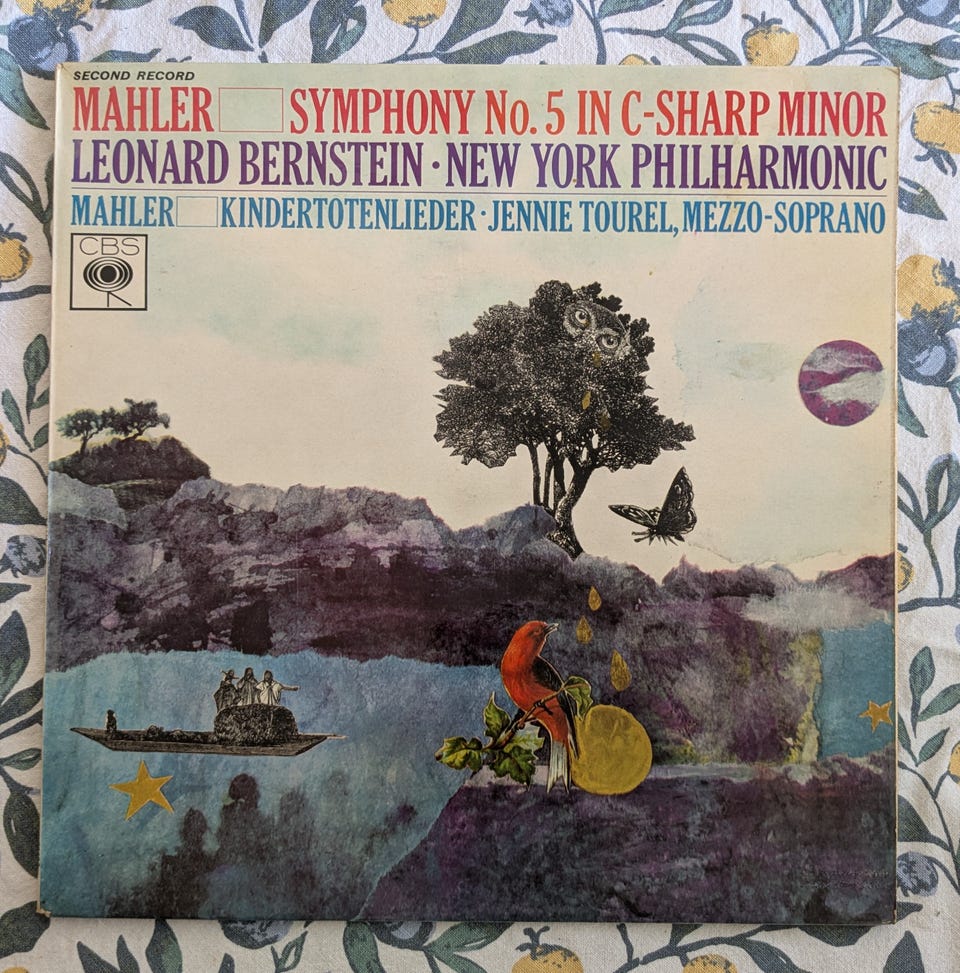 SECOND RECORD
MAHLER SYMPHONY No. 5 IN C-SHARP MINOR
LEONARD BERNSTEIN · NEW YORK PHILHARMONIC
MAHLER KINDERTOTENLIEDER · JENNIE TOUREL, MEZZO-SOPRANO
CBS